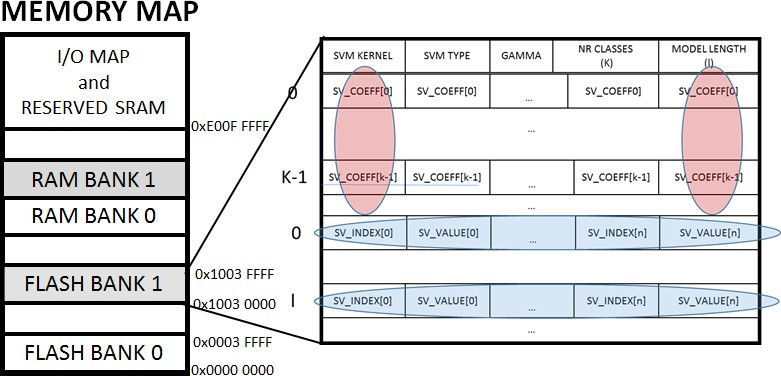 MEMORY MAP
I/O MAP
and
RESERVED SRAM
0xE00F FFFF
RAM BANK 1
RAM BANK 0
0x1003 FFFF
FLASH BANK 1
0x1003 0000
0x0003 FFFF
FLASH BANK 0
0x0000 0000
SVM KERNEL SVM TYPE GAMMA NR CLASSES (K) MODEL LENGTH (l)
0 SV_COEFF[0] SV_COEFF[0] ... SV_COEFF0] SV_COEFF[0]
...
K-1 SV_COEFF[k-1] SV_COEFF[k-1] ... SV_COEFF[k-1] SV_COEFF[k-1]
...
0 SV_INDEX[0] SV_VALUE[0] ... SV_INDEX[n] SV_VALUE[n]
l SV_INDEX[0] SV_VALUE[0] ... SV_INDEX[n] SV_VALUE[n]
...